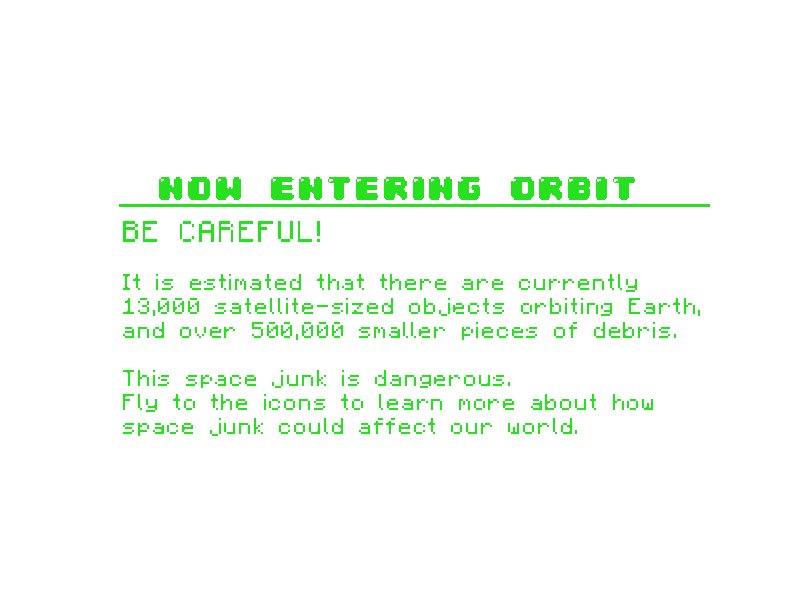 NOW ENTERING ORBIT
BE CAREFUL!
It is estimated that there are currently
13,000 satellite-sized objects orbiting Earth,
and over 500,000 smaller pieces of debris.
This space junk is dangerous.
Fly to the icons to learn more about how
space junk could affect our world.